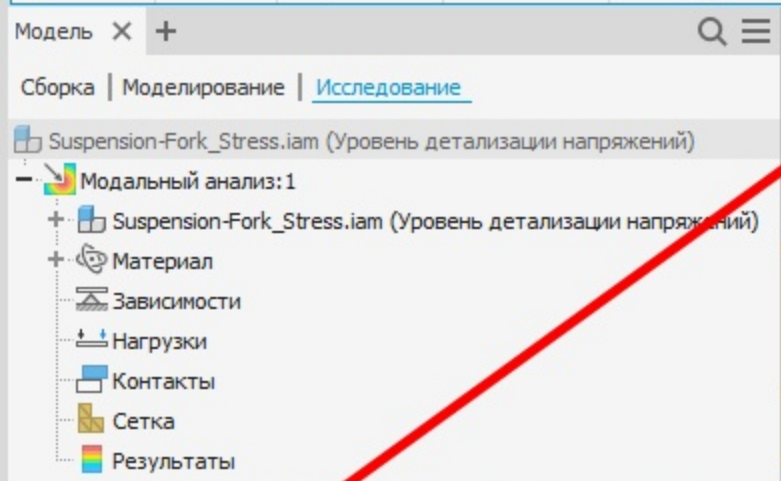 Модель
Сборка | Моделирование | Исследование
Suspension-Fork_Stress.iam (Уровень детализации напряжений)
Модальный анализ:1
Suspension-Fork_Stress.iam (Уровень детализации напряжений)
Материал
Зависимости
Нагрузки
Контакты
Сетка
Результаты